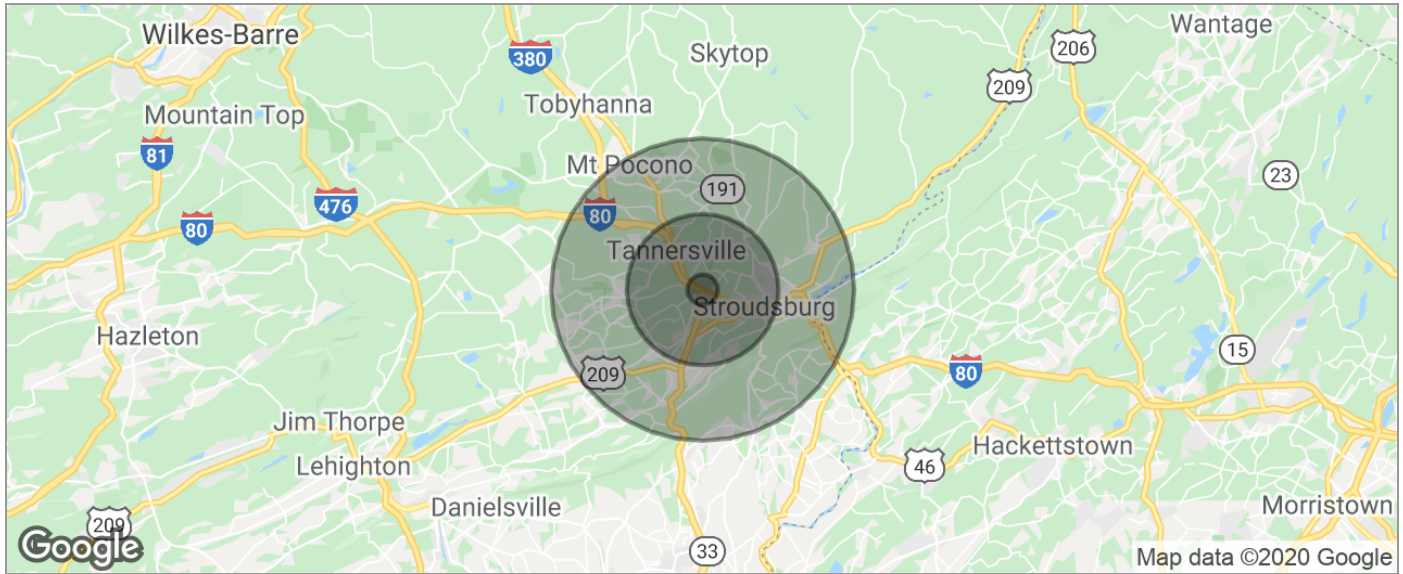 Wilkes-Barre
Wantage
206
380
Skytop
209
Tobyhanna
Mountain Top
81
Mt Pocono
191
23
476
80
80
Tannersville
Stroudsburg
Hazleton
15
209
80
Jim Thorpe
Hackettstown
Lehighton
46
Danielsville
Morristown
209
33
Google
Map data ©2020 Google